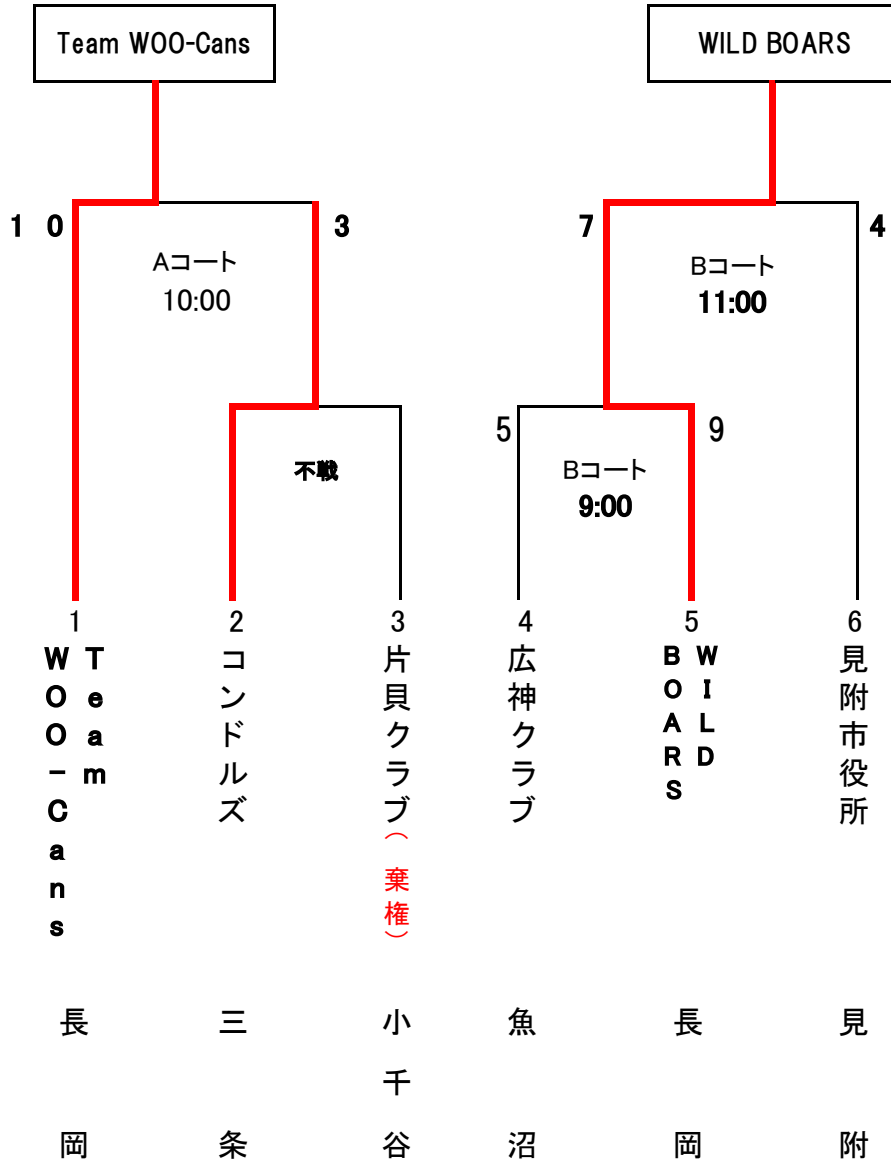 Team WOO-Cans
WILD BOARS
10
3
7
4
Aコート
10:00
Bコート
11:00
不戦
5
9
Bコート
9:00
1
2
3
4
5
6
Team
WOO-Cans
コンドルズ
片貝クラブ(棄権)
広神クラブ
WILD
BOARS
見附市役所
長岡
三条
小千谷
魚沼
長岡
見附